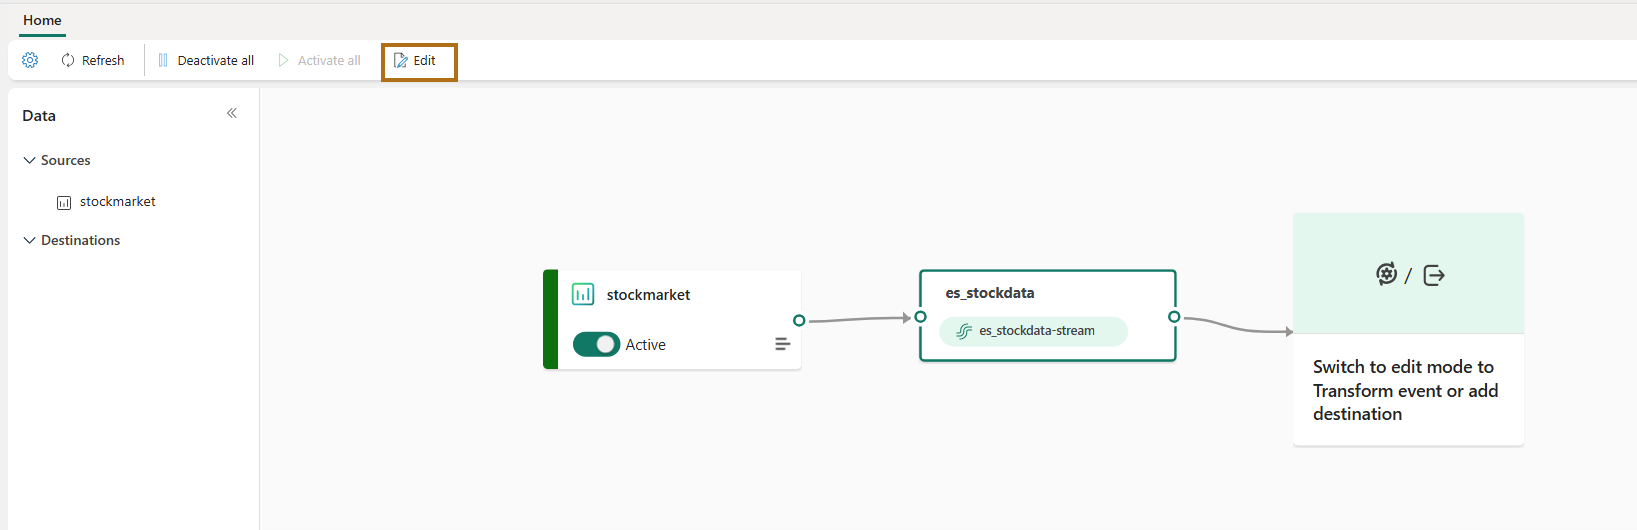 Home
Refresh
Deactivate all
Activate all
Edit
Data
Sources
stockmarket
Destinations
stockmarket
Active
es_stockdata
es_stockdata-stream
/
Switch to edit mode to
Transform event or add
destination